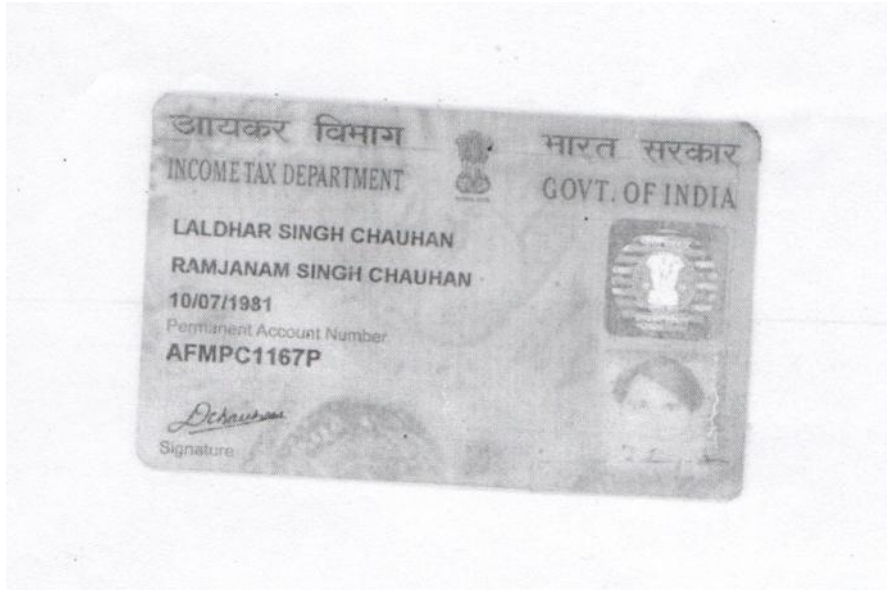 आयकर विभाग
INCOME TAX DEPARTMENT
भारत सरकार
GOVT. OF INDIA
LALDHAR SINGH CHAUHAN
RAMJANAM SINGH CHAUHAN
10/07/1981
Permanent Account Number
AFMPC1167P
Dchauhan
Signature